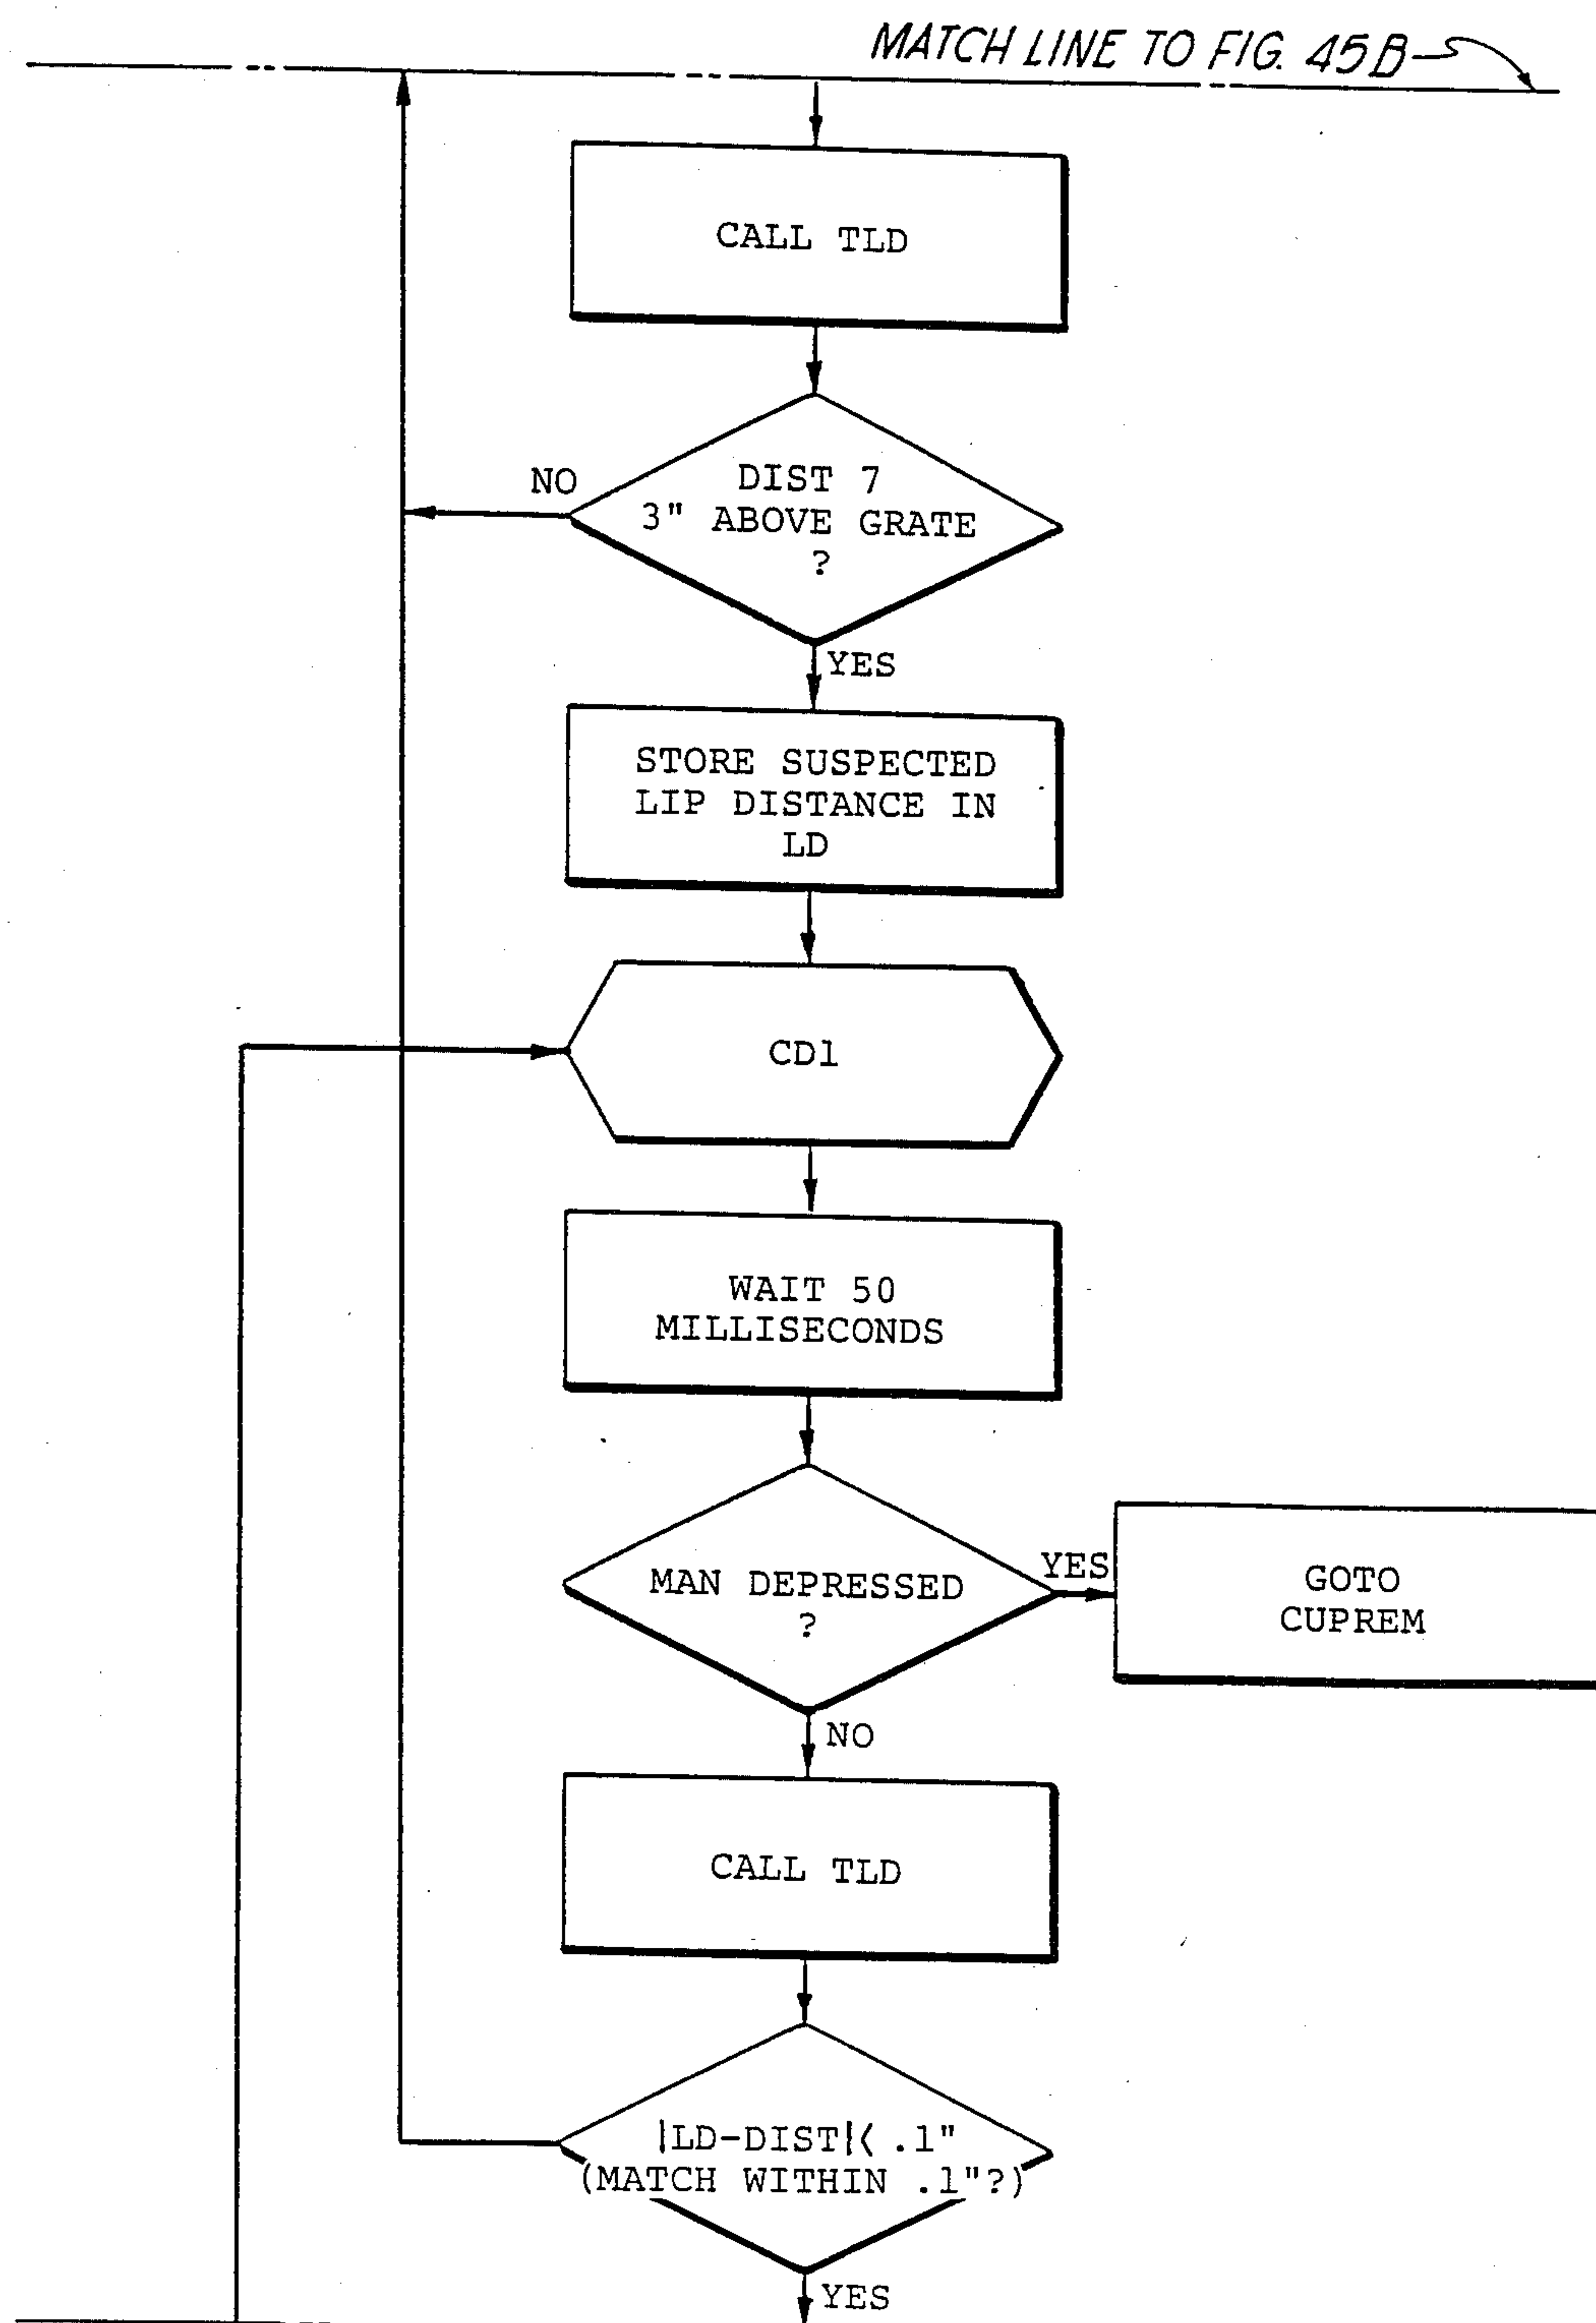 MATCH LINE TO FIG. 45B
CALL TLD
NO
DIST 7
3" ABOVE GRATE
?
YES
STORE SUSPECTED
LIP DISTANCE IN
LD
CD1
WAIT 50
MILLISECONDS
MAN DEPRESSED
?
YES
GOTO
CUPREM
NO
CALL TLD
|LD-DIST|< .1"
(MATCH WITHIN .1"?)
YES